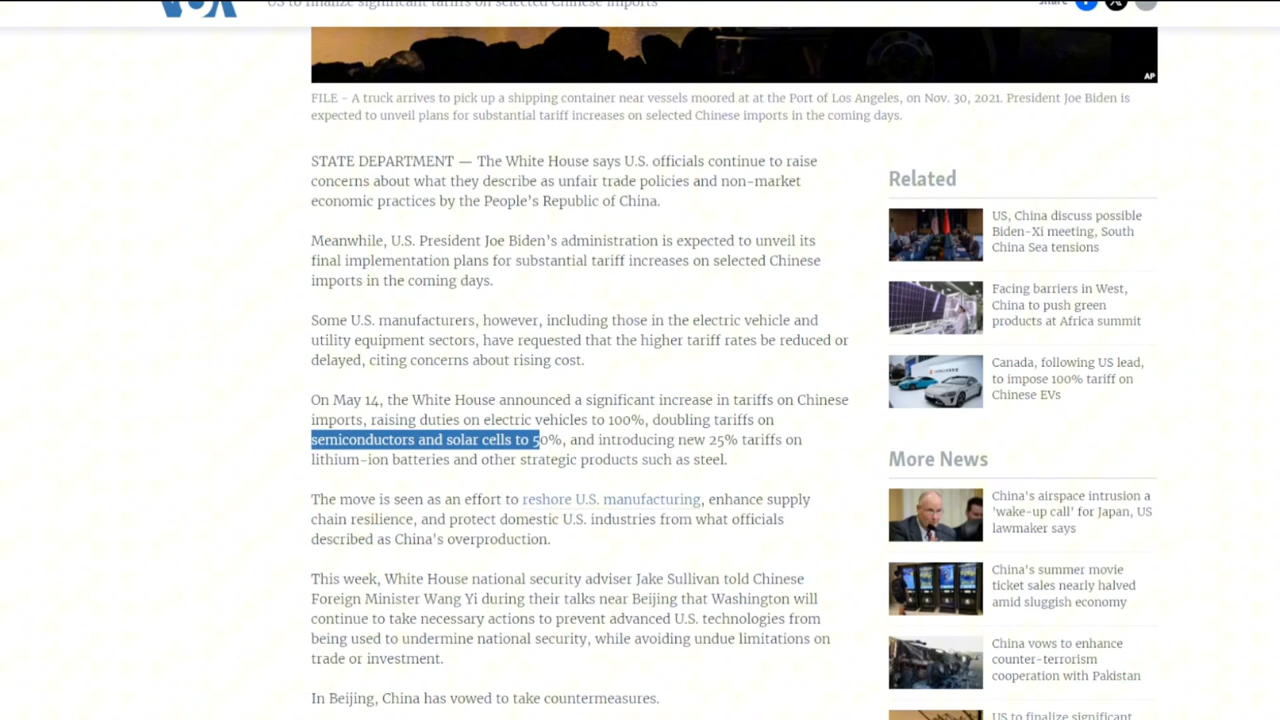 VOA
US to finalize significant tariffs on selected Chinese imports
Share
AP
FILE - A truck arrives to pick up a shipping container near vessels moored at at the Port of Los Angeles, on Nov. 30, 2021. President Joe Biden is
expected to unveil plans for substantial tariff increases on selected Chinese imports in the coming days.
STATE DEPARTMENT — The White House says U.S. officials continue to raise
concerns about what they describe as unfair trade policies and non-market
economic practices by the People's Republic of China.
Meanwhile, U.S. President Joe Biden's administration is expected to unveil its
final implementation plans for substantial tariff increases on selected Chinese
imports in the coming days.
Some U.S. manufacturers, however, including those in the electric vehicle and
utility equipment sectors, have requested that the higher tariff rates be reduced or
delayed, citing concerns about rising cost.
On May 14, the White House announced a significant increase in tariffs on Chinese
imports, raising duties on electric vehicles to 100%, doubling tariffs on
semiconductors and solar cells to 50%, and introducing new 25% tariffs on
lithium-ion batteries and other strategic products such as steel.
The move is seen as an effort to reshore U.S. manufacturing, enhance supply
chain resilience, and protect domestic U.S. industries from what officials
described as China's overproduction.
This week, White House national security adviser Jake Sullivan told Chinese
Foreign Minister Wang Yi during their talks near Beijing that Washington will
continue to take necessary actions to prevent advanced U.S. technologies from
being used to undermine national security, while avoiding undue limitations on
trade or investment.
In Beijing, China has vowed to take countermeasures.
Related
US, China discuss possible
Biden-Xi meeting, South
China Sea tensions
Facing barriers in West,
China to push green
products at Africa summit
Canada, following US lead,
to impose 100% tariff on
Chinese EVs
More News
China's airspace intrusion a
'wake-up call' for Japan, US
lawmaker says
China's summer movie
ticket sales nearly halved
amid sluggish economy
China vows to enhance
counter-terrorism
cooperation with Pakistan
US to finalize significant